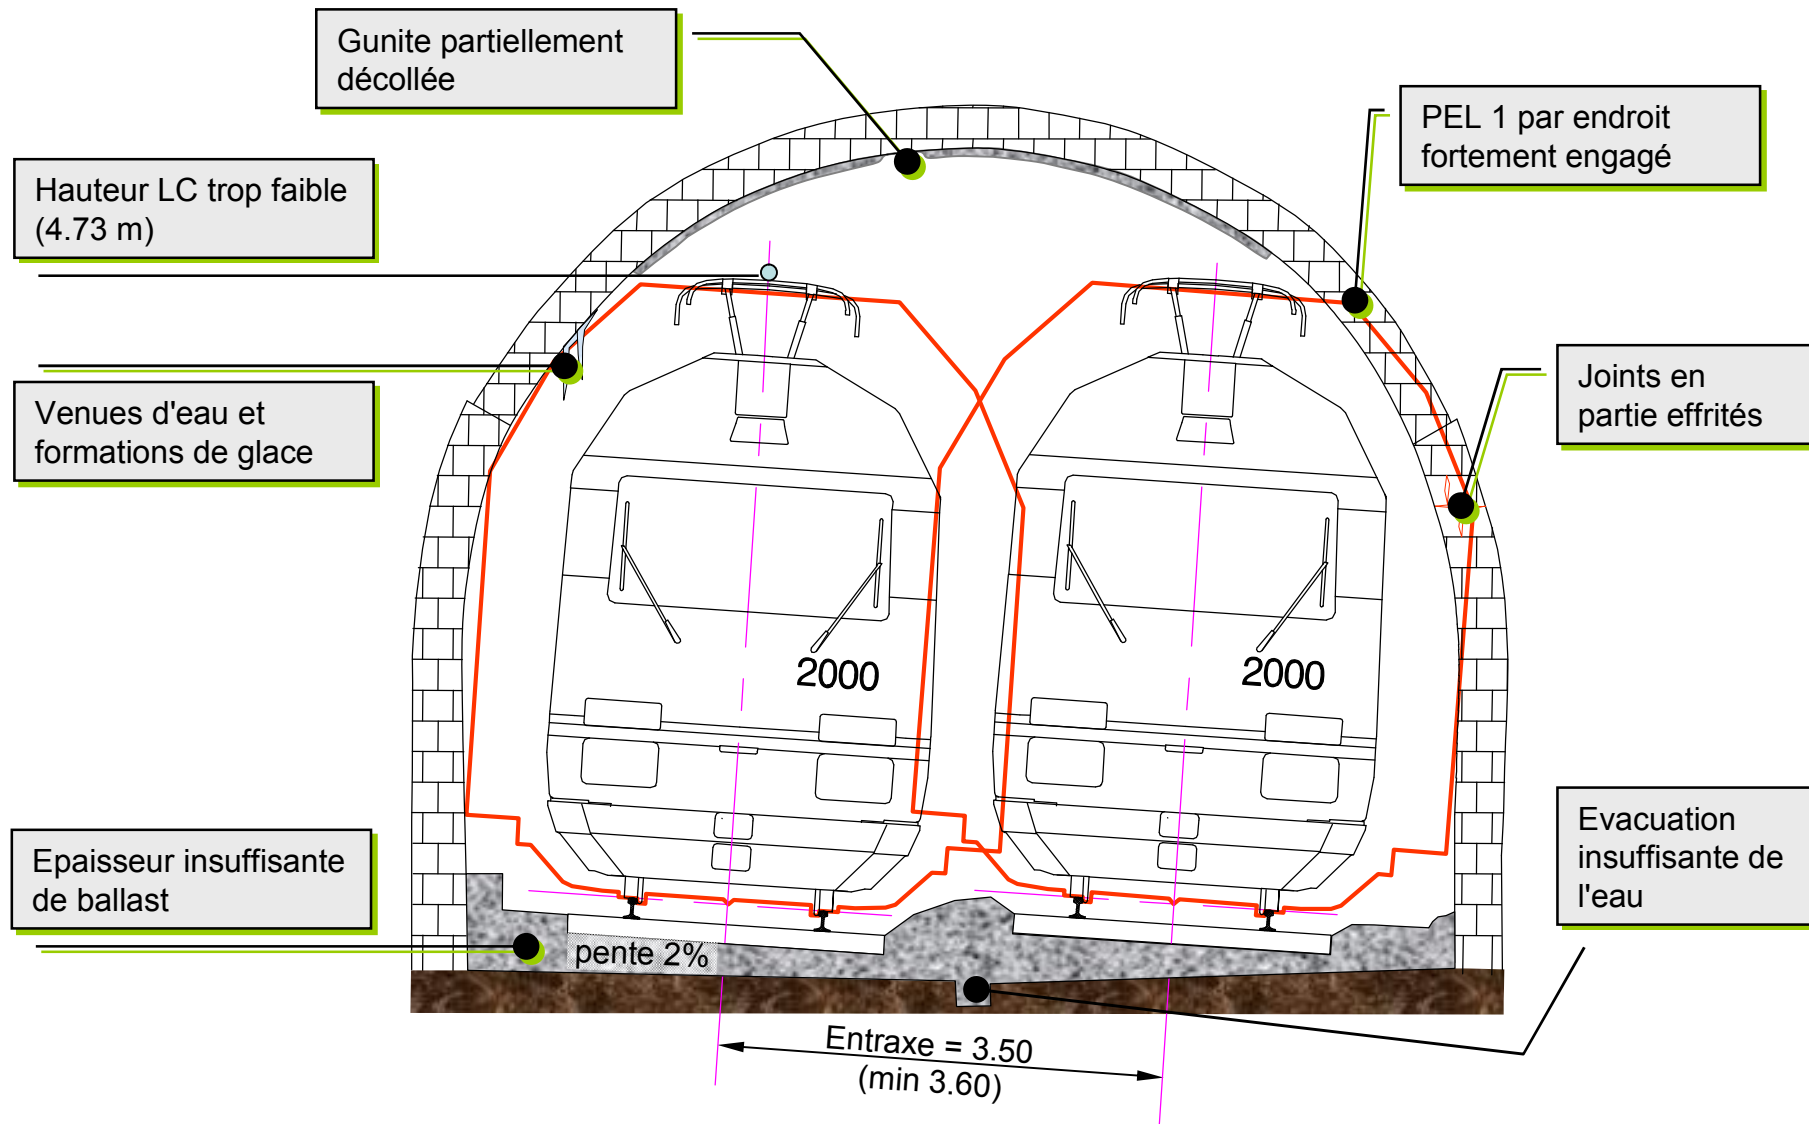 Gunite partiellement
décollée
PEL 1 par endroit
fortement engagé
Hauteur LC trop faible
(4.73 m)
Venues d'eau et
formations de glace
Joints en
partie effrités
2000
2000
Epaisseur insuffisante
de ballast
Evacuation
insuffisante de
l'eau
pente 2%
Entraxe = 3.50
(min 3.60)